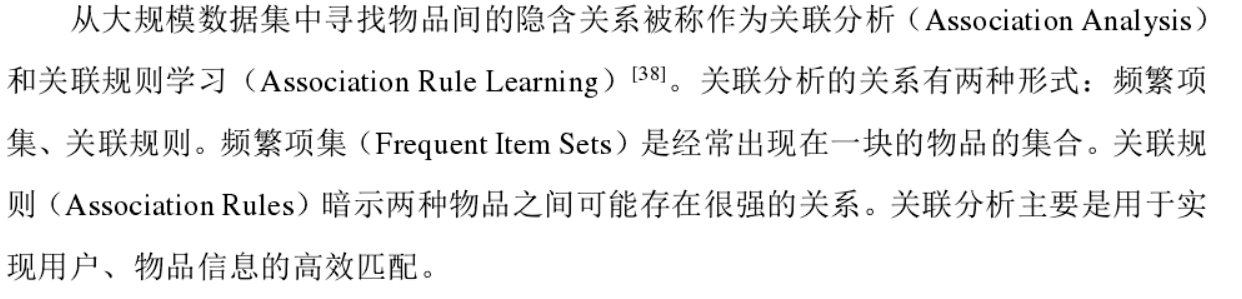 从大规模数据集中寻找物品间的隐含关系被称作为关联分析（Association Analysis）
和关联规则学习（Association Rule Learning）[38]。关联分析的关系有两种形式：频繁项
集、关联规则。频繁项集（Frequent Item Sets）是经常出现在一块的物品的集合。关联规
则（Association Rules）暗示两种物品之间可能存在很强的关系。关联分析主要是用于实
现用户、物品信息的高效匹配。